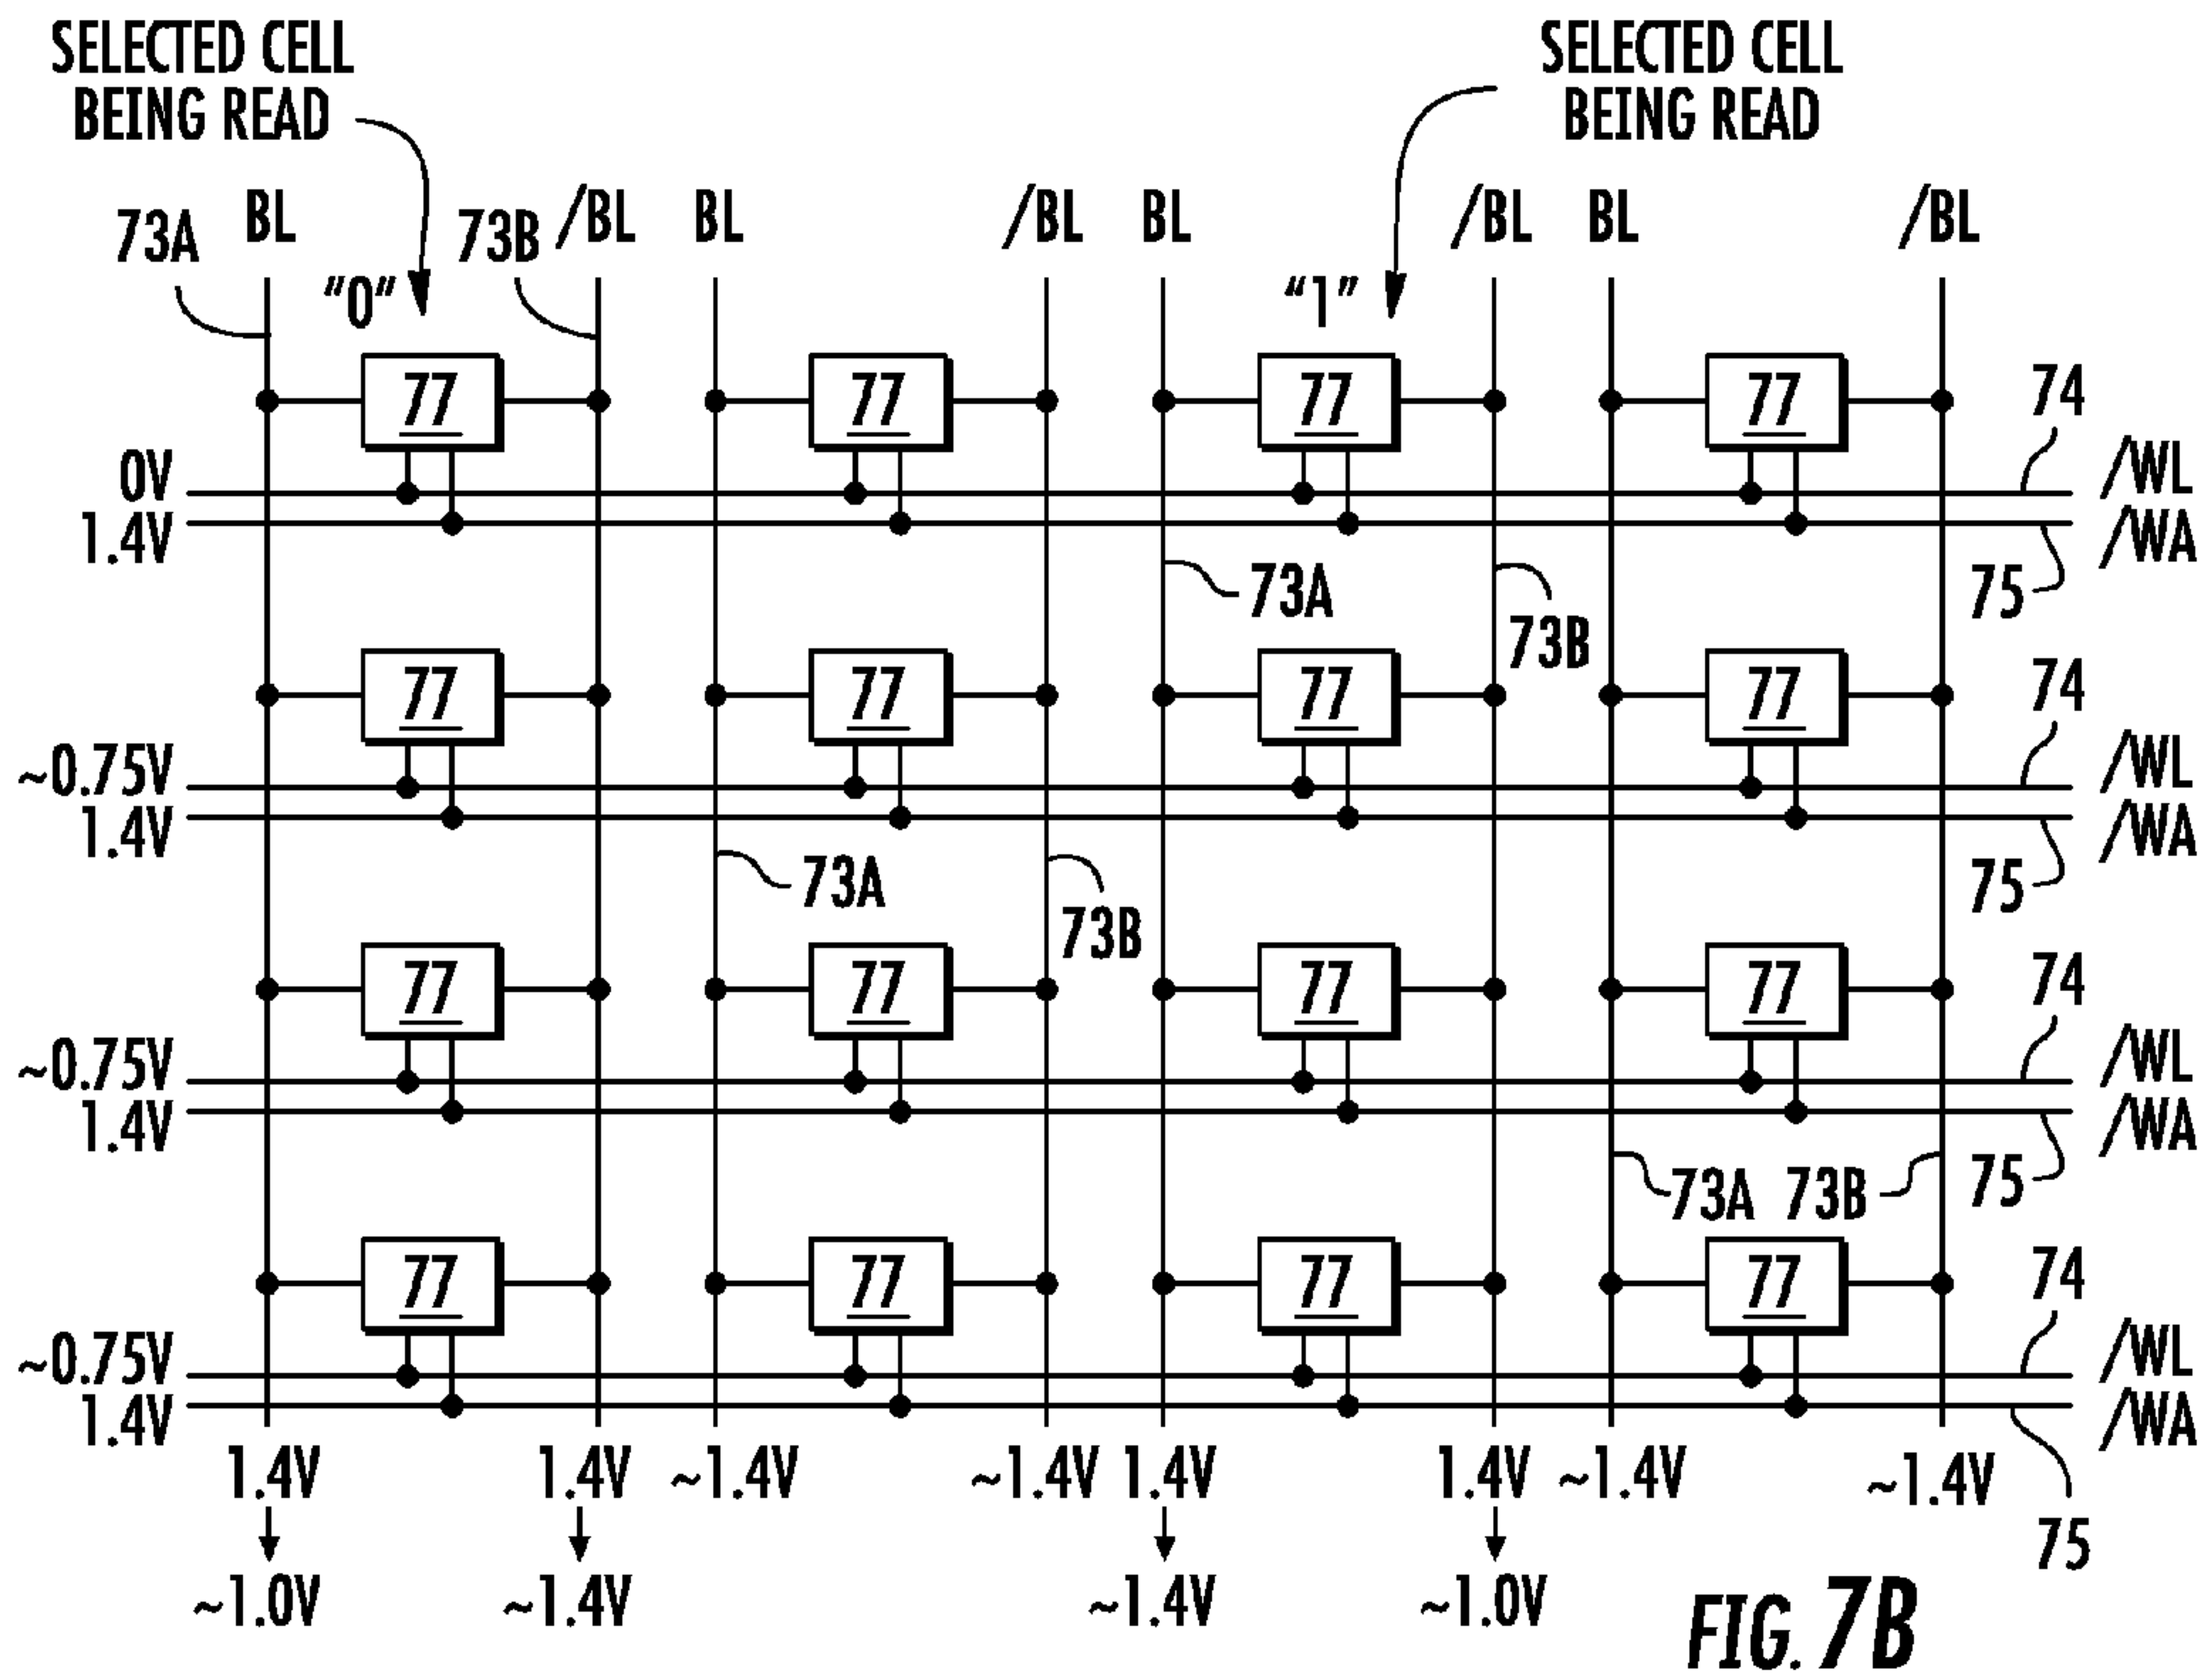 SELECTED CELL
BEING READ
SELECTED CELL
BEING READ
73A BL 73B /BL BL /BL BL /BL BL /BL
"0" "1"
77 77 77 77
74
0V /WL
1.4V /WA
73A 73B 75
77 77 77 77
74
~0.75V /WL
1.4V /WA
73A 73B 75
77 77 77 77
74
~0.75V /WL
1.4V /WA
73A 73B 75
77 77 77 77
74
~0.75V /WL
1.4V /WA
1.4V 1.4V ~1.4V ~1.4V 1.4V 1.4V ~1.4V ~1.4V
75
~1.0V ~1.4V ~1.4V ~1.0V
FIG. 7B